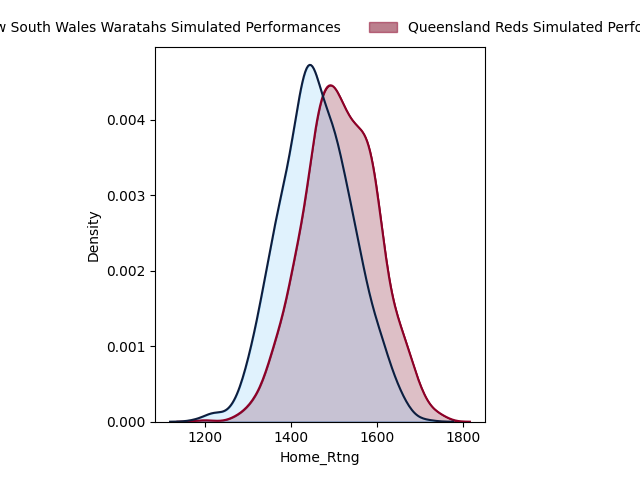 w South Wales Waratahs Simulated Performances Queensland Reds Simulated Perfo
Density
0.004
0.003
0.002
0.001
0.000
1200 1400 1600 1800
Home_Rtng